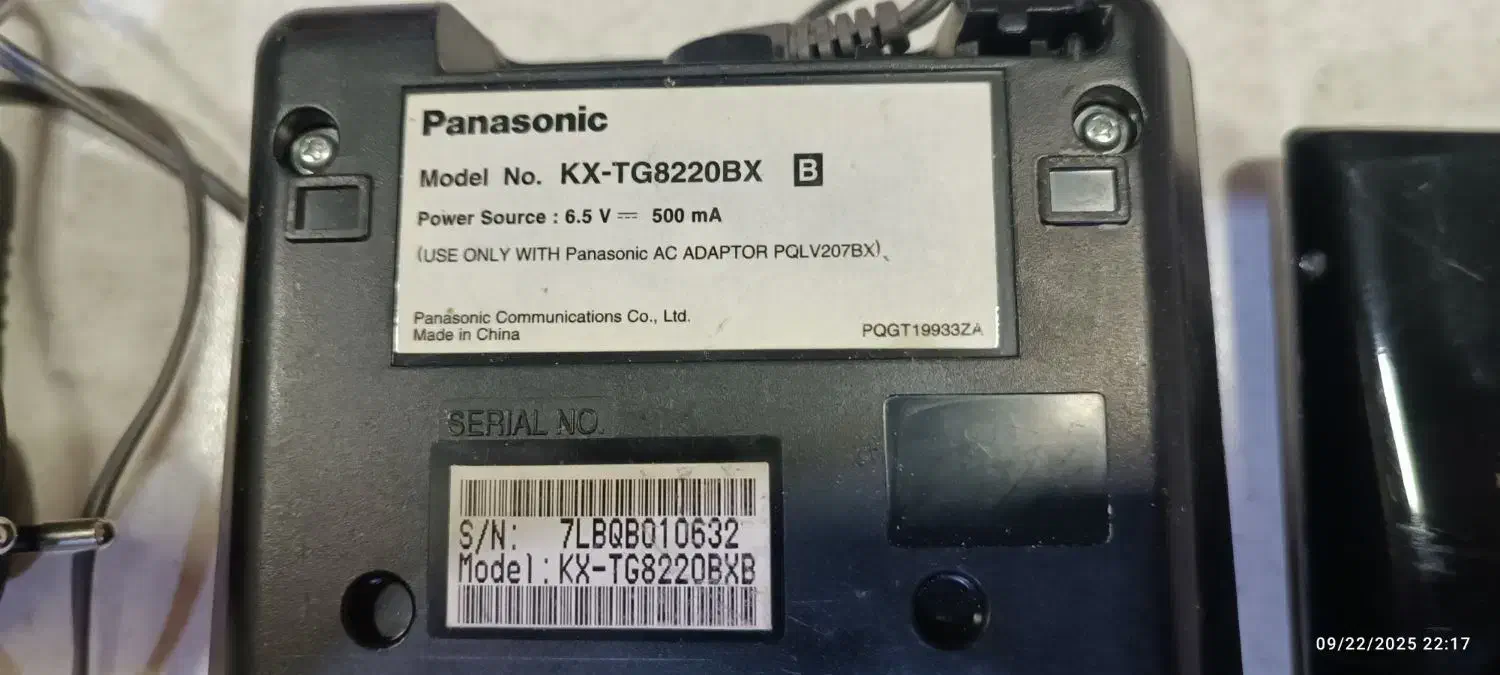 Panasonic
Model No. KX-TG8220BX B
Power Source : 6.5 V ⎓ 500 mA
(USE ONLY WITH Panasonic AC ADAPTOR PQLV207BX)
Panasonic Communications Co., Ltd.
Made in China
PQGT19933ZA
SERIAL NO.
S/N: 7LBQB010632
Model:KX-TG8220BXB
09/22/2025 22:17